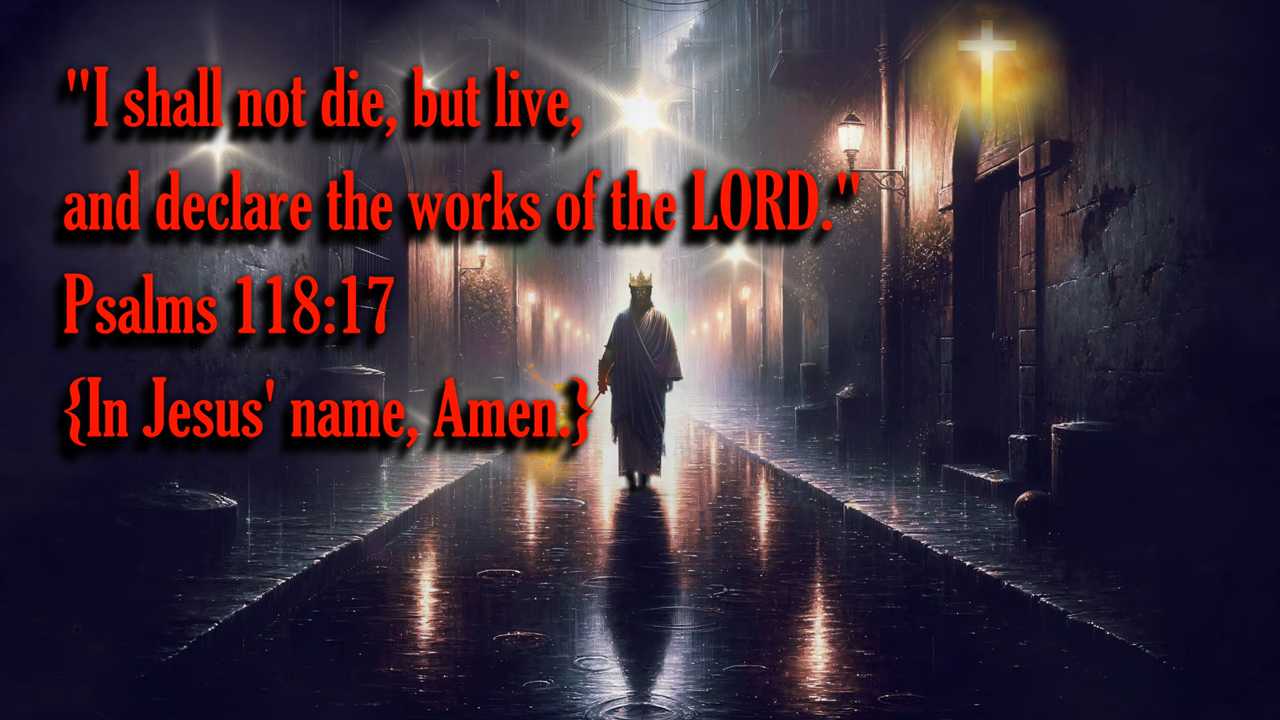 "I shall not die, but live,
and declare the works of the LORD."
Psalms 118:17
{In Jesus' name, Amen.}